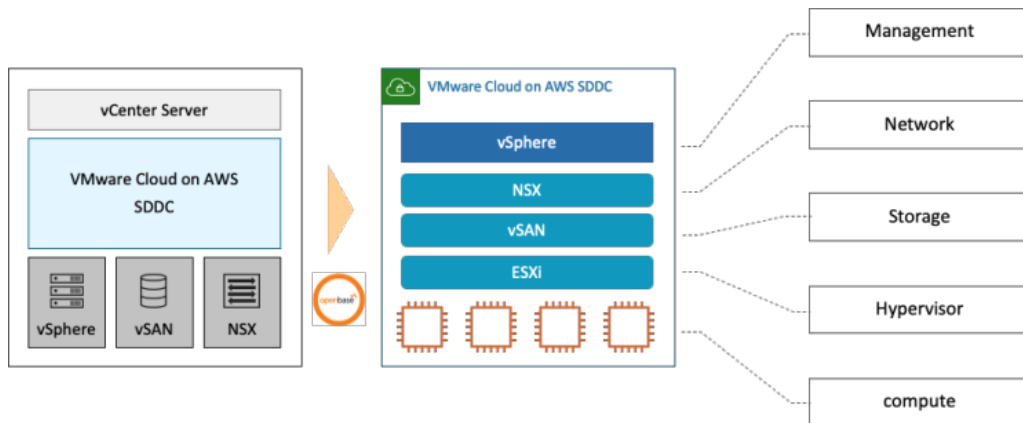 vCenter Server
VMware Cloud on AWS
SDDC
vSphere
vSAN
NSX
openbase
VMware Cloud on AWS SDDC
vSphere
NSX
vSAN
ESXi
Management
Network
Storage
Hypervisor
compute